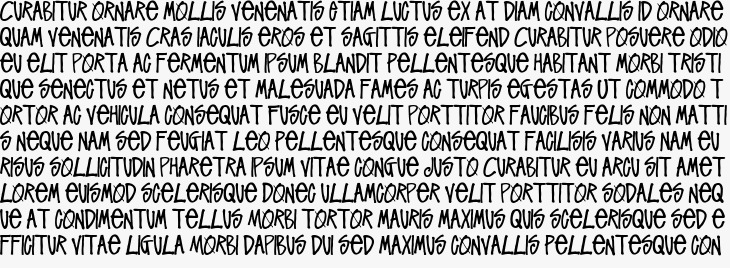 Curabitur ornare mollis venenatis Etiam luctus ex at diam convallis id ornare
quam venenatis Cras iaculis eros et sagittis eleifend Curabitur posuere odio
eu elit porta ac fermentum ipsum blandit Pellentesque habitant morbi tristi
que senectus et netus et malesuada fames ac turpis egestas Ut commodo t
ortor ac vehicula consequat Fusce eu velit porttitor faucibus felis non matti
s neque Nam sed feugiat leo Pellentesque consequat facilisis varius Nam eu
risus sollicitudin pharetra ipsum vitae congue justo Curabitur eu arcu sit amet
lorem euismod scelerisque Donec ullamcorper velit porttitor sodales neq
ue at condimentum tellus Morbi tortor mauris maximus quis scelerisque sed e
fficitur vitae ligula Morbi dapibus dui sed maximus convallis Pellentesque con